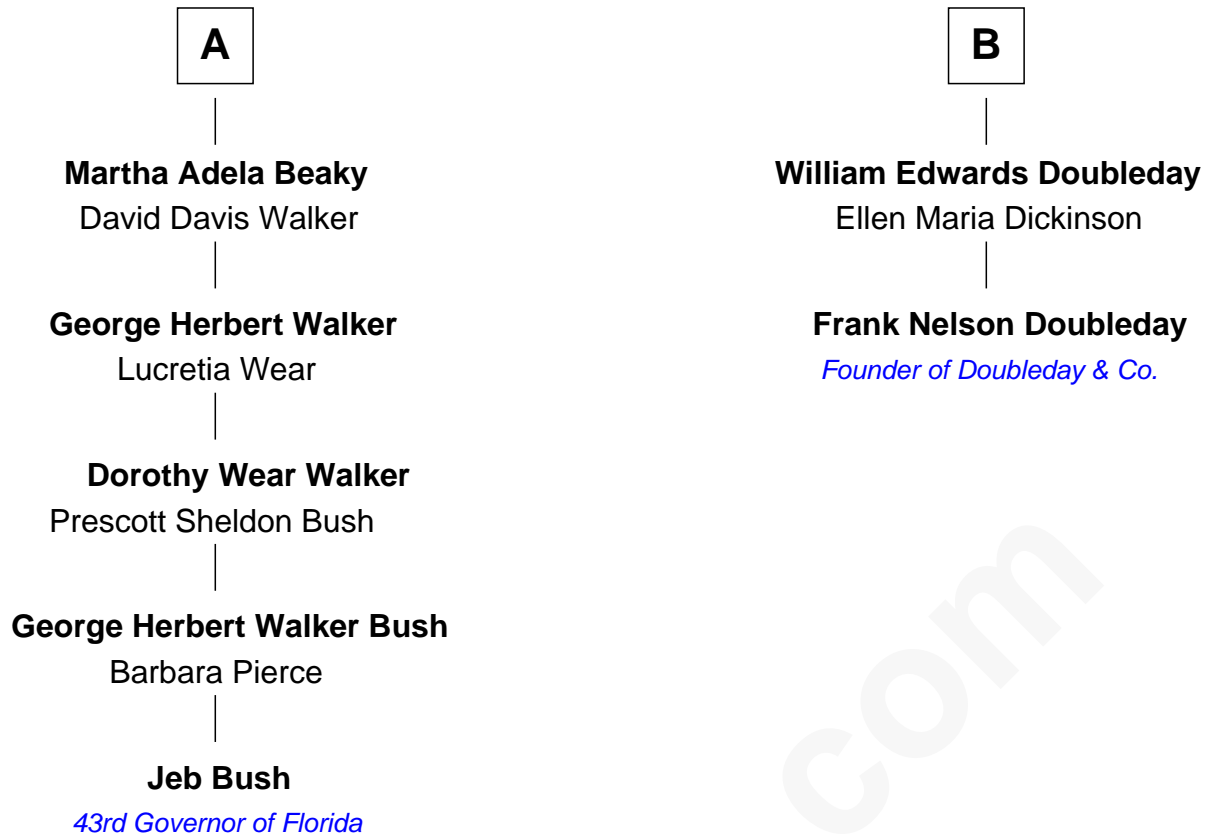 A
Martha Adela Beaky
David Davis Walker
George Herbert Walker
Lucretia Wear
Dorothy Wear Walker
Prescott Sheldon Bush
George Herbert Walker Bush
Barbara Pierce
Jeb Bush
43rd Governor of Florida
B
William Edwards Doubleday
Ellen Maria Dickinson
Frank Nelson Doubleday
Founder of Doubleday & Co.
com